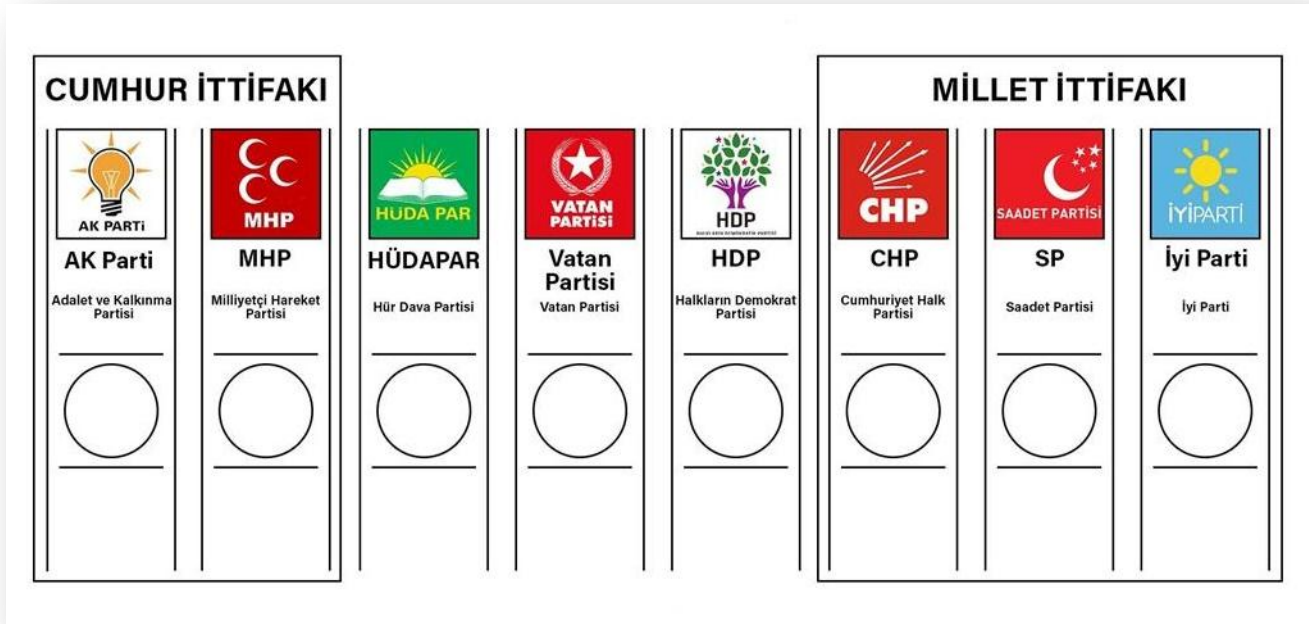 CUMHUR İTTİFAKI
AK PARTİ
AK Parti
Adalet ve Kalkınma
Partisi
MHP
MHP
Milliyetçi Hareket
Partisi
HÜDA PAR
HÜDAPAR
Hür Dava Partisi
VATAN
PARTİSİ
Vatan
Partisi
Vatan Partisi
HDP
HDP
Halkların Demokrat
Partisi
MİLLET İTTİFAKI
CHP
CHP
Cumhuriyet Halk
Partisi
SAADET PARTİSİ
SP
Saadet Partisi
İYİPARTİ
İyi Parti
İyi Parti